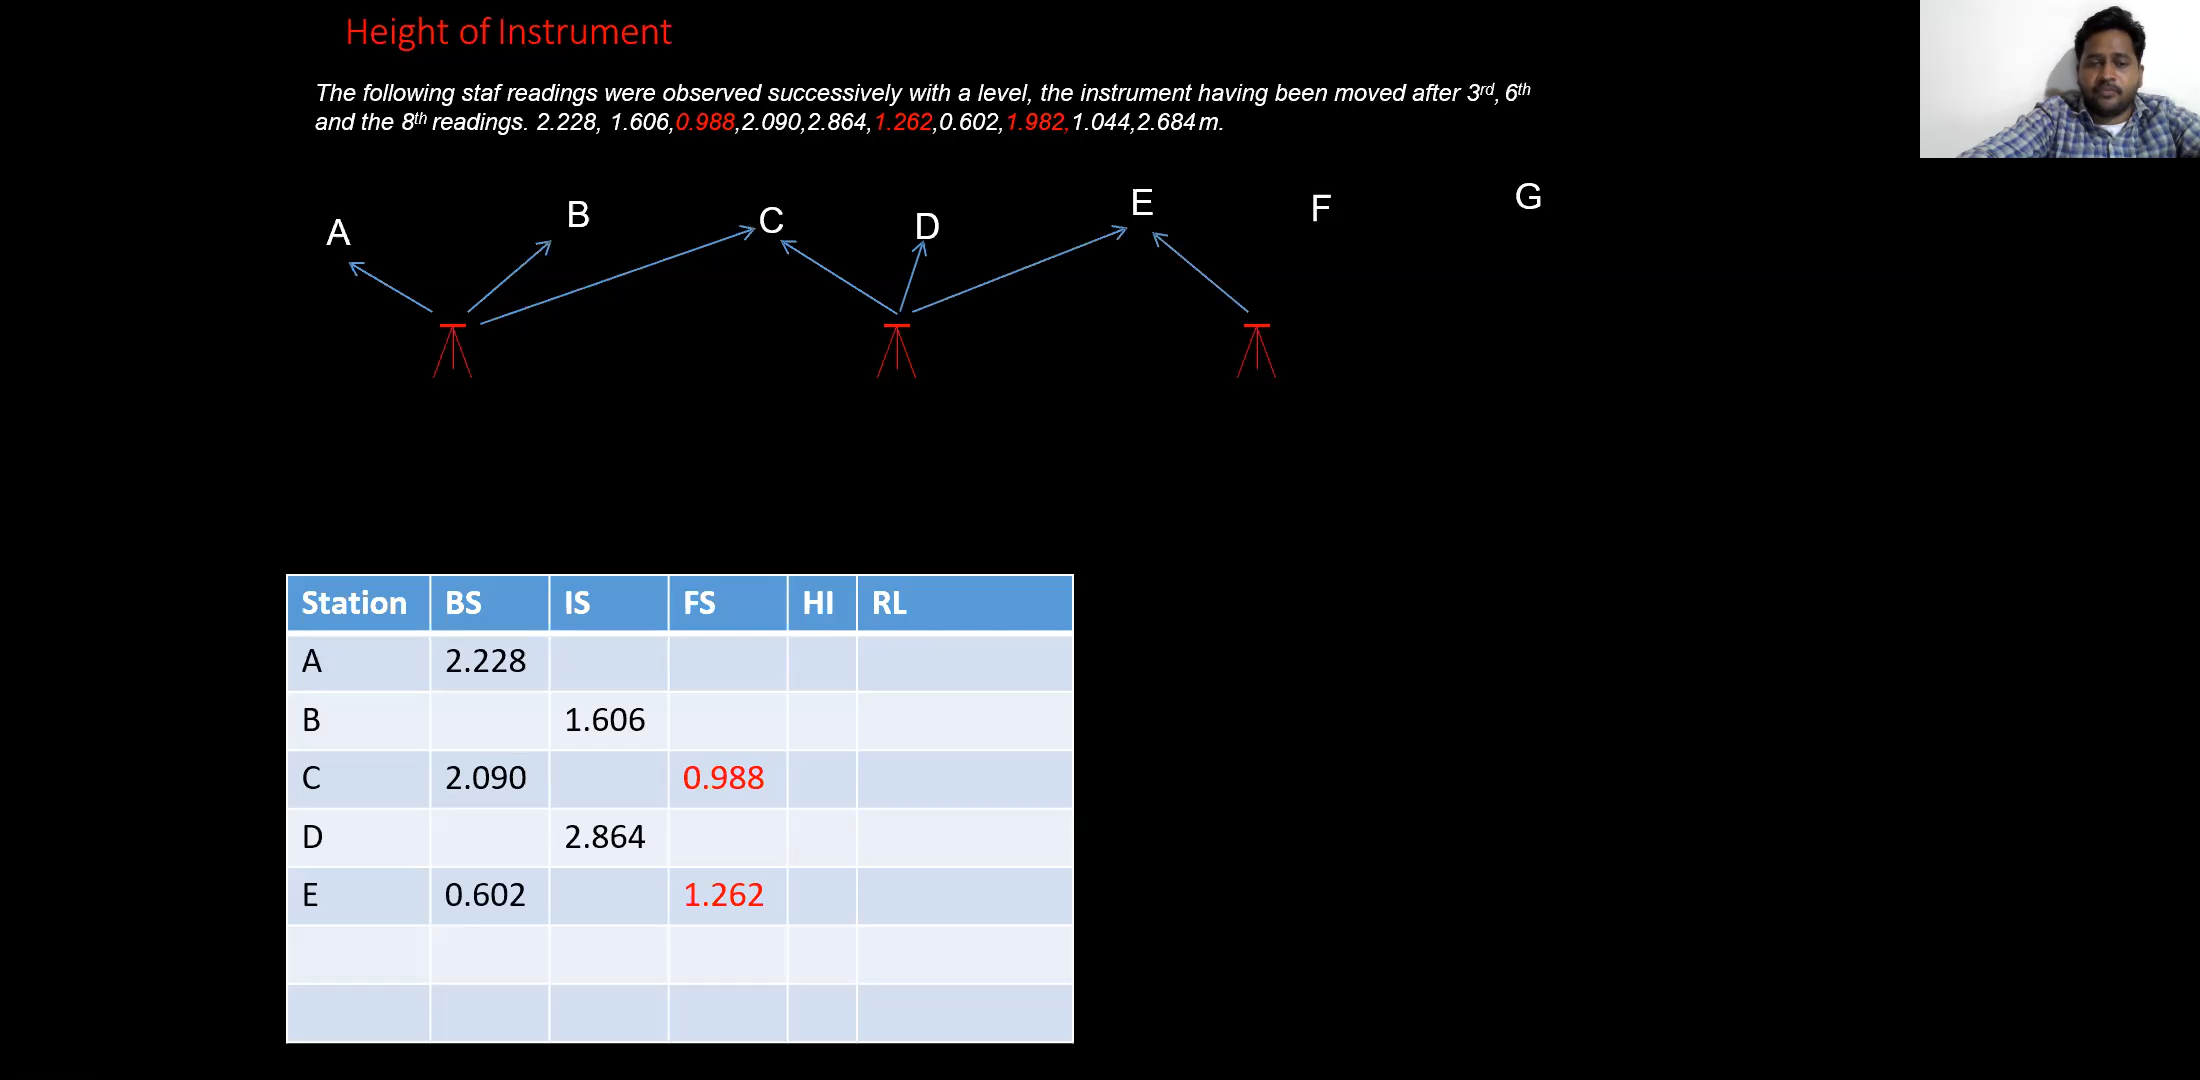 Height of Instrument
The following staf readings were observed successively with a level, the instrument having been moved after 3rd, 6th
and the 8th readings. 2.228, 1.606,0.988,2.090,2.864,1.262,0.602,1.982,1.044,2.684 m.
A B C D E F G
Station BS IS FS HI RL
A 2.228
B 1.606
C 2.090 0.988
D 2.864
E 0.602 1.262